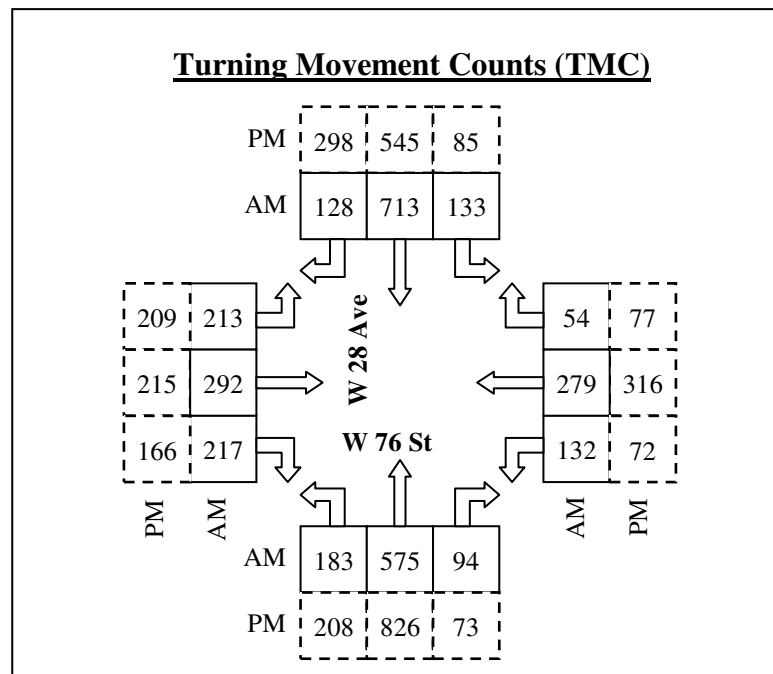 Turning Movement Counts (TMC)
PM 298 545 85
AM 128 713 133
209 213 54 77
215 292 W 28 Ave 279 316
166 217 W 76 St 132 72
PM AM AM PM
AM 183 575 94
PM 208 826 73